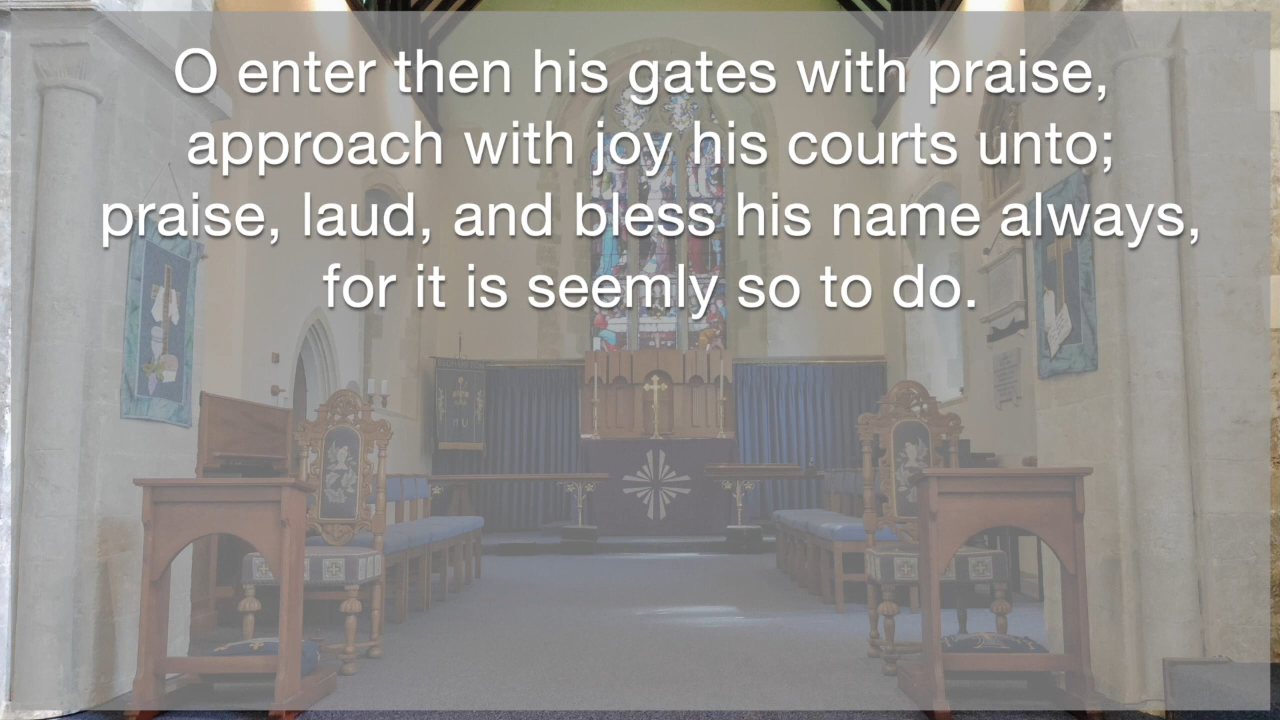 O enter then his gates with praise,
approach with joy his courts unto;
praise, laud, and bless his name always,
for it is seemly so to do.